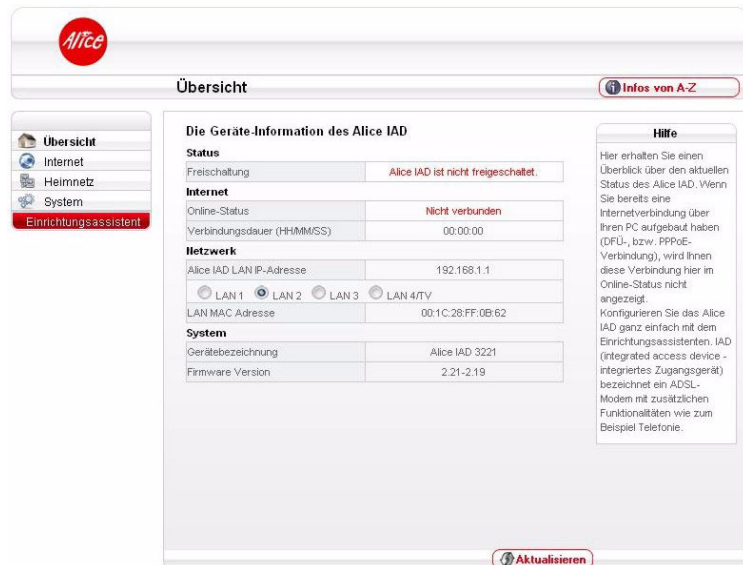 Alice
Übersicht
Infos von A-Z
Übersicht
Internet
Heimnetz
System
Einrichtungsassistent
Die Geräte-Information des Alice IAD
Status
Freischaltung Alice IAD ist nicht freigeschaltet.
Internet
Online-Status Nicht verbunden
Verbindungsdauer (HH/MM/SS) 00:00:00
Netzwerk
Alice IAD LAN IP-Adresse 192.168.1.1
LAN 1 LAN 2 LAN 3 LAN 4/TV
LAN MAC Adresse 00:1C:28:FF:0B:62
System
Gerätebezeichnung Alice IAD 3221
Firmware Version 2.21-2.19
Hilfe
Hier erhalten Sie einen
Überblick über den aktuellen
Status des Alice IAD. Wenn
Sie bereits eine
Internetverbindung über
Ihren PC aufgebaut haben
(DFÜ-, bzw. PPPoE-
Verbindung), wird Ihnen
diese Verbindung hier im
Online-Status nicht
angezeigt.
Konfigurieren Sie das Alice
IAD ganz einfach mit dem
Einrichtungsassistenten. IAD
(integrated access device -
integriertes Zugangsgerät)
bezeichnet ein ADSL-
Modem mit zusätzlichen
Funktionalitäten wie zum
Beispiel Telefonie.
Aktualisieren